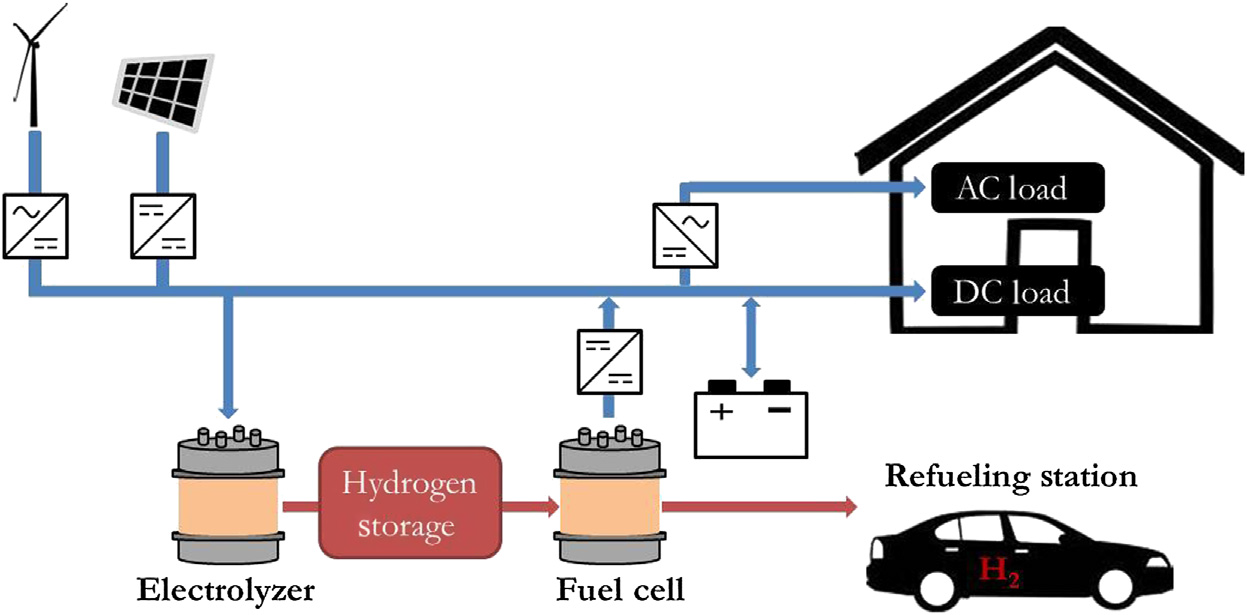 AC load
DC load
+ −
Hydrogen
storage
Refueling station
H₂
Electrolyzer
Fuel cell